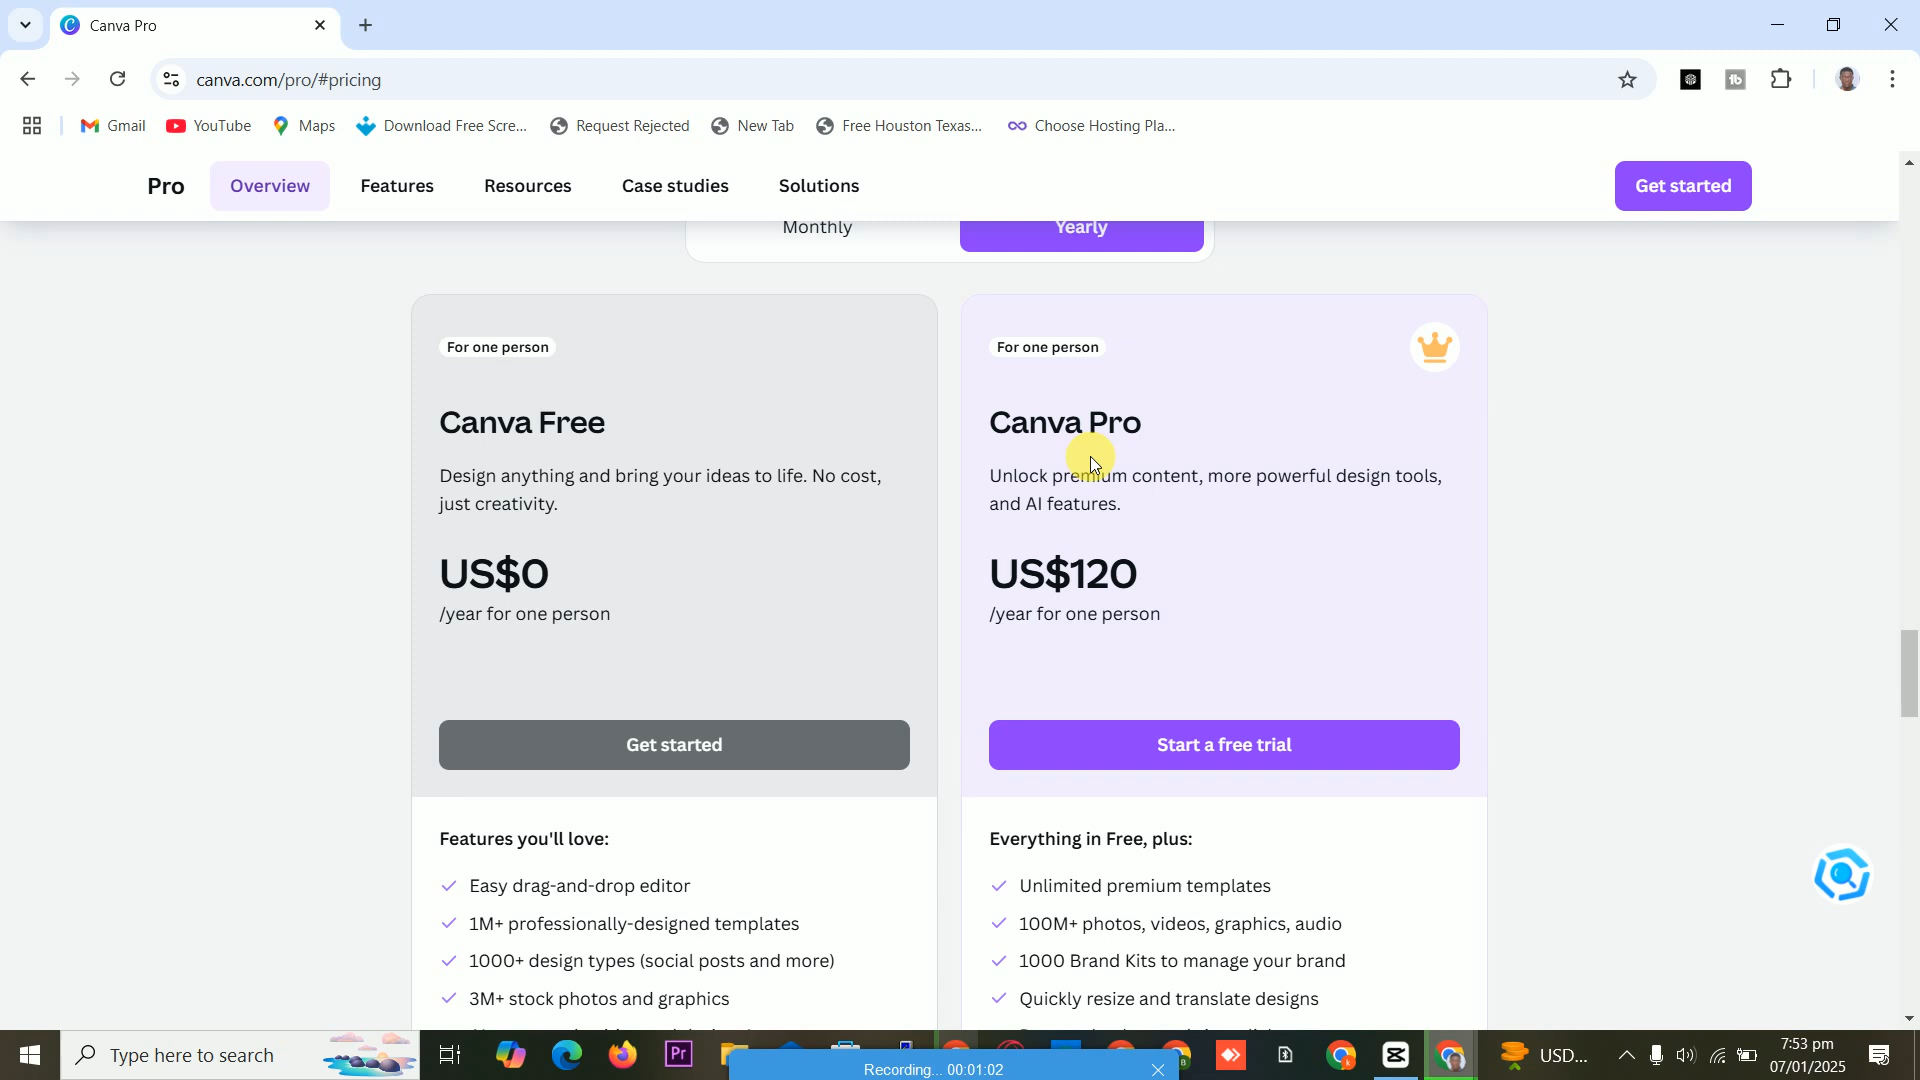 Canva Pro
canva.com/pro/#pricing
Gmail
YouTube
Maps
Download Free Scre...
Request Rejected
New Tab
Free Houston Texas...
Choose Hosting Pla...
Pro
Overview
Features
Resources
Case studies
Solutions
Get started
Monthly
Yearly
For one person
Canva Free
Design anything and bring your ideas to life. No cost,
just creativity.
US$0
/year for one person
Get started
Features you'll love:
Easy drag-and-drop editor
1M+ professionally-designed templates
1000+ design types (social posts and more)
3M+ stock photos and graphics
For one person
Canva Pro
Unlock premium content, more powerful design tools,
and AI features.
US$120
/year for one person
Start a free trial
Everything in Free, plus:
Unlimited premium templates
100M+ photos, videos, graphics, audio
1000 Brand Kits to manage your brand
Quickly resize and translate designs
Type here to search
Pr
Recording... 00:01:02
USD...
7:53 pm
07/01/2025